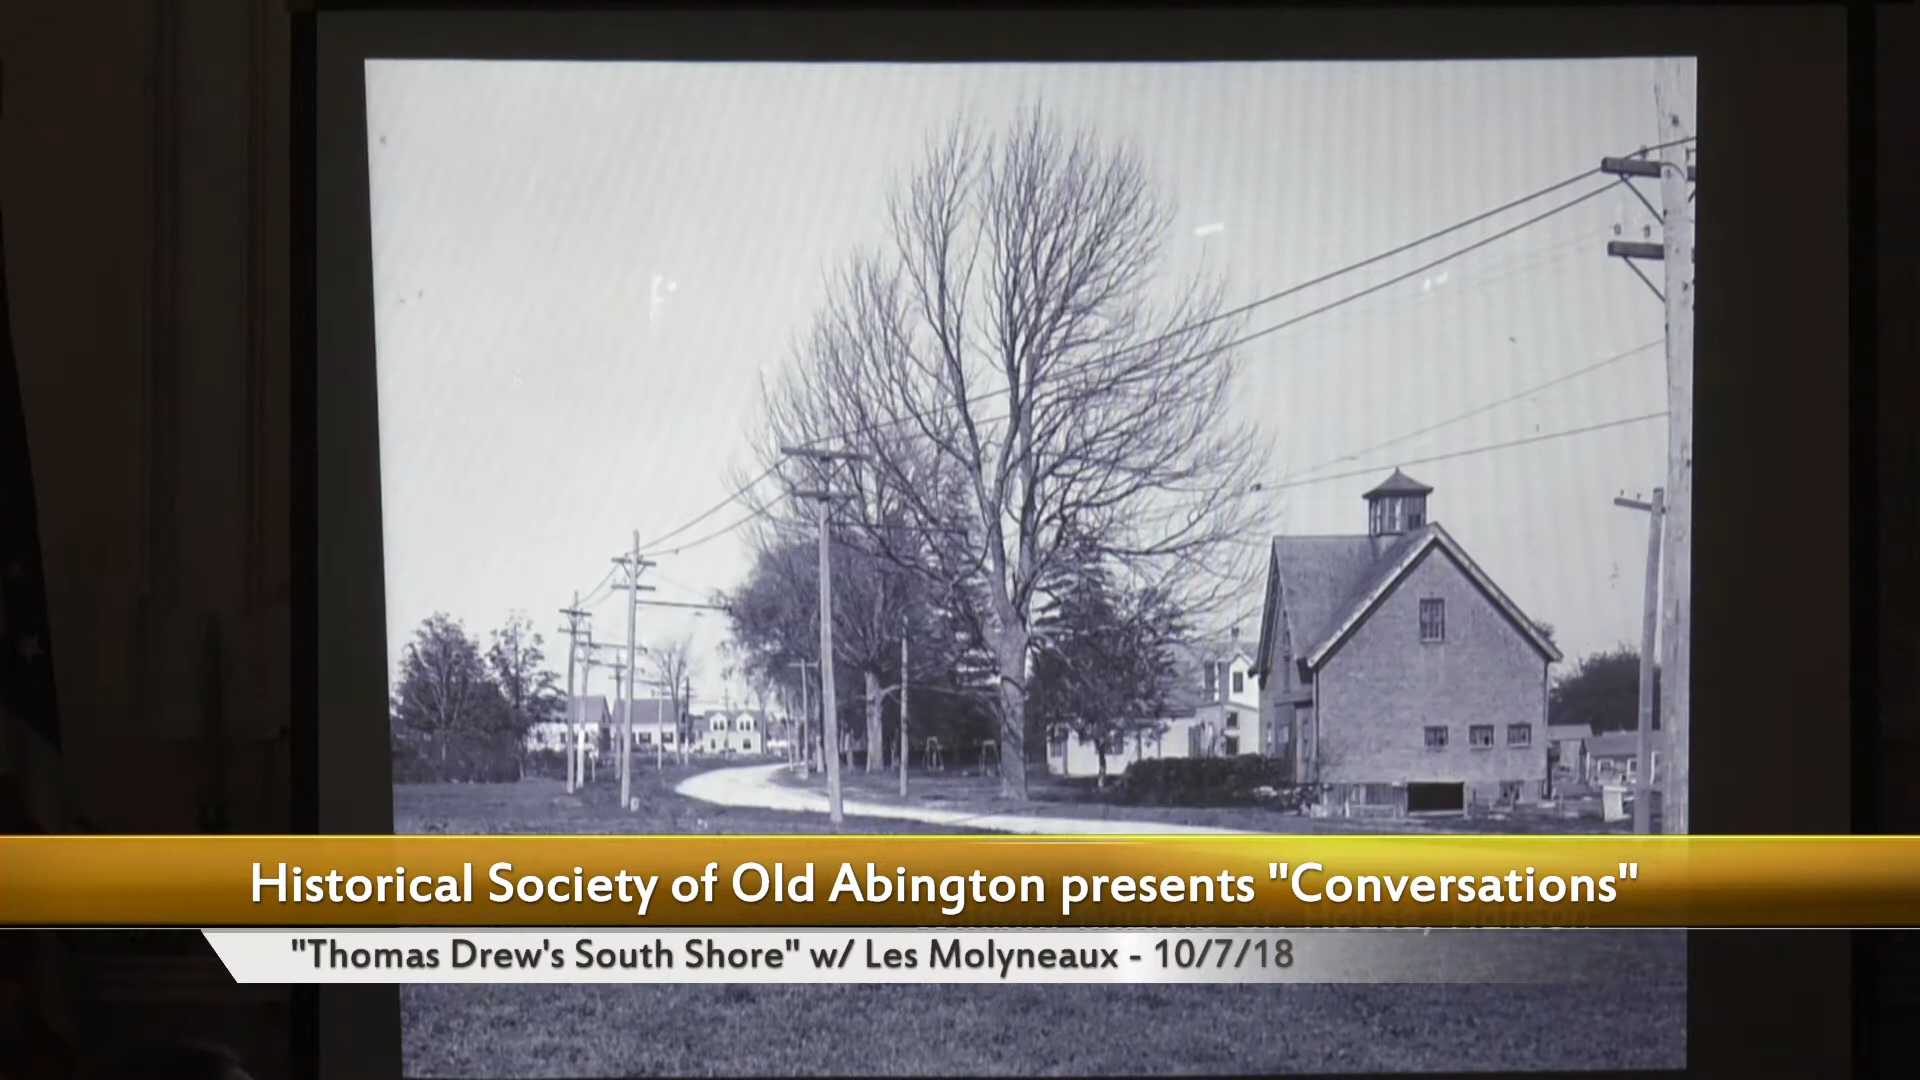 Historical Society of Old Abington presents "Conversations"
"Thomas Drew's South Shore" w/ Les Molyneaux - 10/7/18